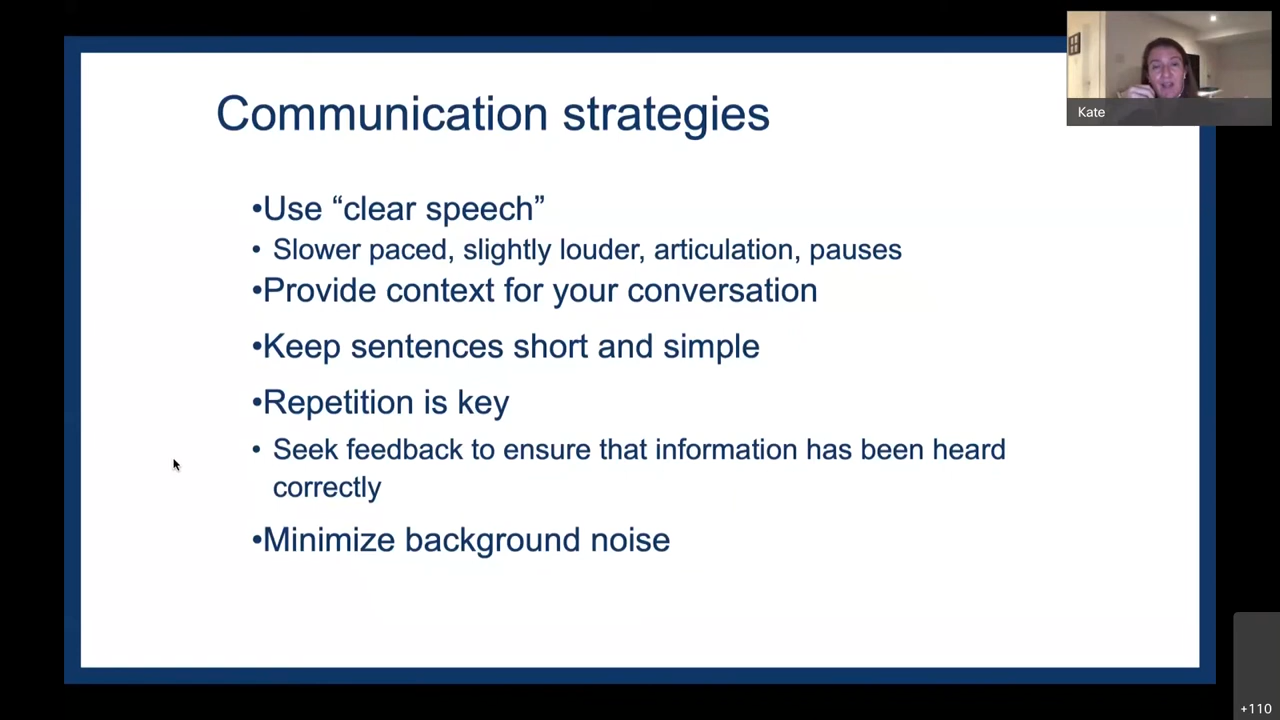 Communication strategies
Kate
•Use “clear speech”
• Slower paced, slightly louder, articulation, pauses
•Provide context for your conversation
•Keep sentences short and simple
•Repetition is key
• Seek feedback to ensure that information has been heard
correctly
•Minimize background noise
+110